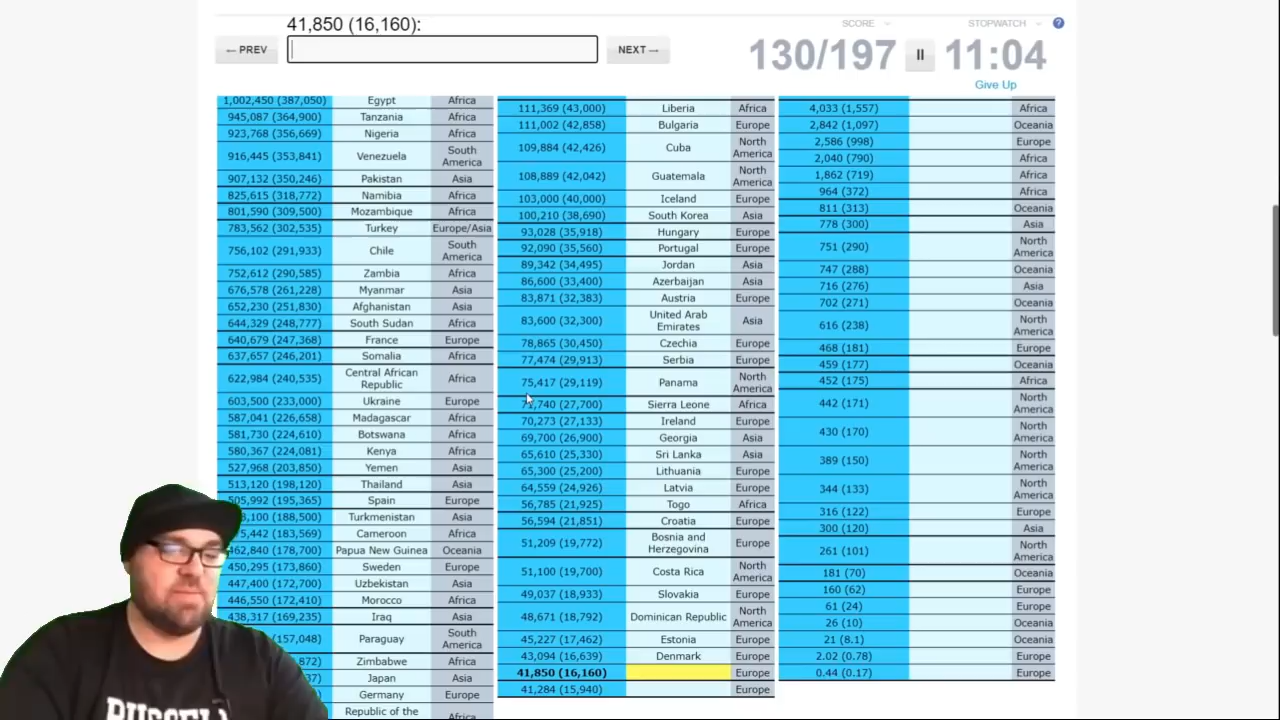 41,850 (16,160):
SCORE
STOPWATCH
?
← PREV
NEXT →
130/197
11:04
Give Up
1,002,450 (387,050) Egypt Africa
945,087 (364,900) Tanzania Africa
923,768 (356,669) Nigeria Africa
916,445 (353,841) Venezuela South America
907,132 (350,246) Pakistan Asia
825,615 (318,772) Namibia Africa
801,590 (309,500) Mozambique Africa
783,562 (302,535) Turkey Europe/Asia
756,102 (291,933) Chile South America
752,612 (290,585) Zambia Africa
676,578 (261,228) Myanmar Asia
652,230 (251,830) Afghanistan Asia
644,329 (248,777) South Sudan Africa
640,679 (247,368) France Europe
637,657 (246,201) Somalia Africa
622,984 (240,535) Central African Republic Africa
603,500 (233,000) Ukraine Europe
587,041 (226,658) Madagascar Africa
581,730 (224,610) Botswana Africa
580,367 (224,081) Kenya Africa
527,968 (203,850) Yemen Asia
513,120 (198,120) Thailand Asia
505,992 (195,365) Spain Europe
(188,500) Turkmenistan Asia
(183,569) Cameroon Africa
462,840 (178,700) Papua New Guinea Oceania
450,295 (173,860) Sweden Europe
447,400 (172,700) Uzbekistan Asia
446,550 (172,410) Morocco Africa
438,317 (169,235) Iraq Asia
157,048) Paraguay South America
872) Zimbabwe Africa
37) Japan Asia
Germany Europe
Republic of the Africa
111,369 (43,000) Liberia Africa
111,002 (42,858) Bulgaria Europe
109,884 (42,426) Cuba North America
108,889 (42,042) Guatemala North America
103,000 (40,000) Iceland Europe
100,210 (38,690) South Korea Asia
93,028 (35,918) Hungary Europe
92,090 (35,560) Portugal Europe
89,342 (34,495) Jordan Asia
86,600 (33,400) Azerbaijan Asia
83,871 (32,383) Austria Europe
83,600 (32,300) United Arab Emirates Asia
78,865 (30,450) Czechia Europe
77,474 (29,913) Serbia Europe
75,417 (29,119) Panama North America
71,740 (27,700) Sierra Leone Africa
70,273 (27,133) Ireland Europe
69,700 (26,900) Georgia Asia
65,610 (25,330) Sri Lanka Asia
65,300 (25,200) Lithuania Europe
64,559 (24,926) Latvia Europe
56,785 (21,925) Togo Africa
56,594 (21,851) Croatia Europe
51,209 (19,772) Bosnia and Herzegovina Europe
51,100 (19,700) Costa Rica North America
49,037 (18,933) Slovakia Europe
48,671 (18,792) Dominican Republic North America
45,227 (17,462) Estonia Europe
43,094 (16,639) Denmark Europe
41,850 (16,160) Europe
41,284 (15,940) Europe
4,033 (1,557) Africa
2,842 (1,097) Oceania
2,586 (998) Europe
2,040 (790) Africa
1,862 (719) Africa
964 (372) Africa
811 (313) Oceania
778 (300) Asia
751 (290) North America
747 (288) Oceania
716 (276) Asia
702 (271) Oceania
616 (238) North America
468 (181) Europe
459 (177) Oceania
452 (175) Africa
442 (171) North America
430 (170) North America
389 (150) North America
344 (133) North America
316 (122) Europe
300 (120) Asia
261 (101) North America
181 (70) Oceania
160 (62) Europe
61 (24) Europe
26 (10) Oceania
21 (8.1) Oceania
2.02 (0.78) Europe
0.44 (0.17) Europe